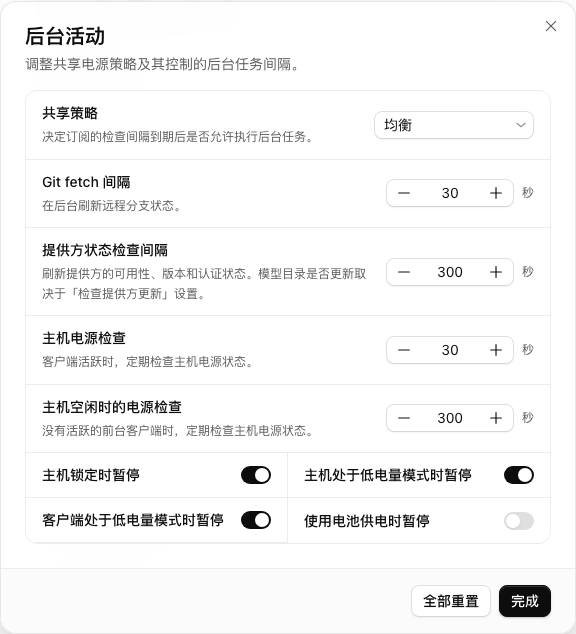 后台活动
调整共享电源策略及其控制的后台任务间隔。
共享策略
决定订阅的检查间隔到期后是否允许执行后台任务。
均衡
Git fetch 间隔
在后台刷新远程分支状态。
30
秒
提供方状态检查间隔
刷新提供方的可用性、版本和认证状态。模型目录是否更新取
决于「检查提供方更新」设置。
300
秒
主机电源检查
客户端活跃时，定期检查主机电源状态。
30
秒
主机空闲时的电源检查
没有活跃的前台客户端时，定期检查主机电源状态。
300
秒
主机锁定时暂停
主机处于低电量模式时暂停
客户端处于低电量模式时暂停
使用电池供电时暂停
全部重置
完成